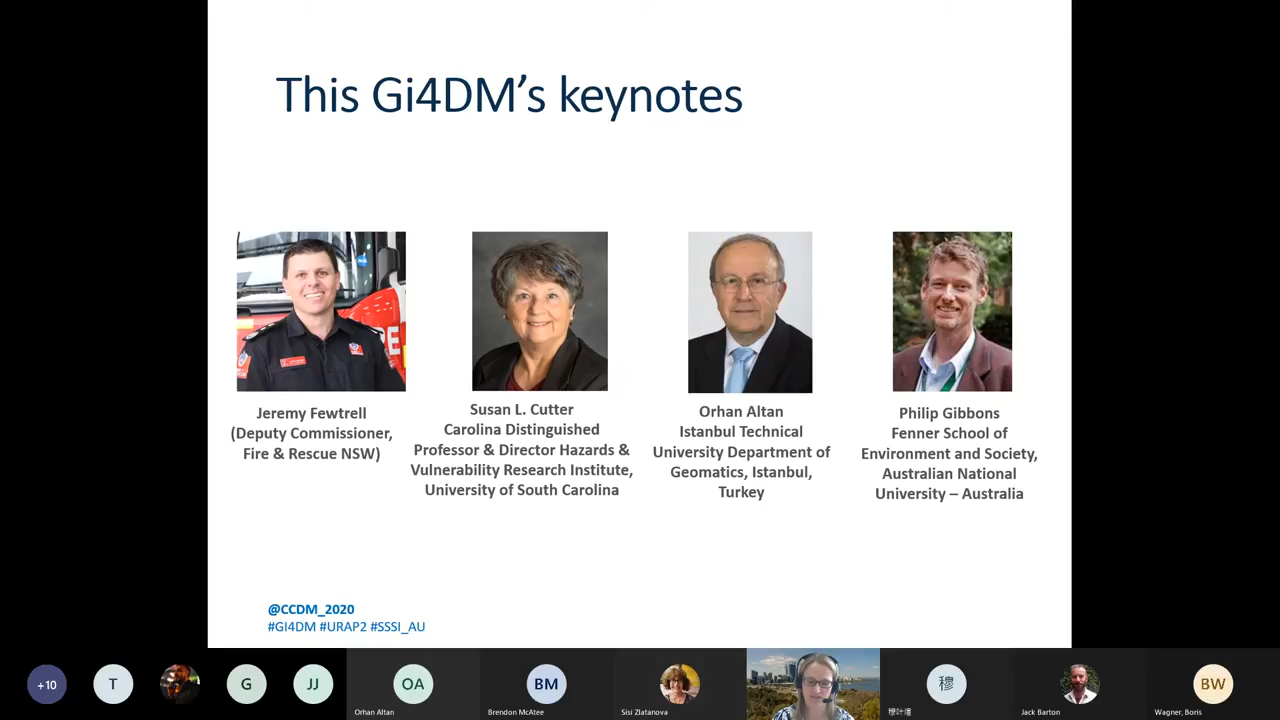 This Gi4DM's keynotes
Jeremy Fewtrell
(Deputy Commissioner,
Fire & Rescue NSW)
Susan L. Cutter
Carolina Distinguished
Professor & Director Hazards &
Vulnerability Research Institute,
University of South Carolina
Orhan Altan
Istanbul Technical
University Department of
Geomatics, Istanbul,
Turkey
Philip Gibbons
Fenner School of
Environment and Society,
Australian National
University – Australia
@CCDM_2020
#GI4DM #URAP2 #SSSI_AU
+10
T
G
JJ
OA
Orhan Altan
BM
Brendon McAtee
Sisi Zlatanova
穆
Jack Barton
BW
Wagner, Boris